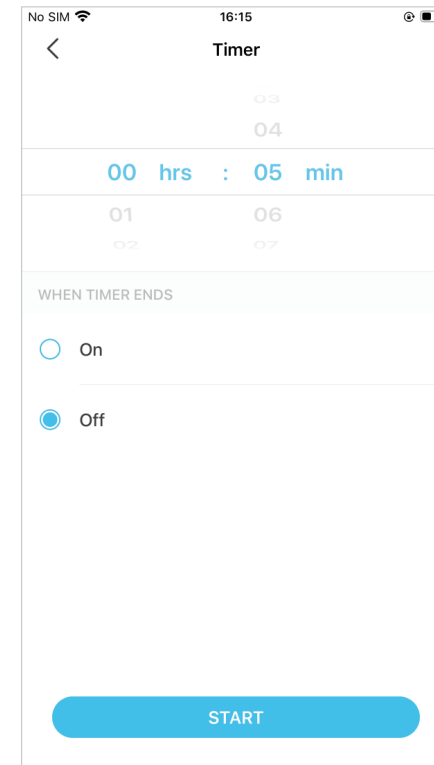 No SIM 16:15
Timer
03
04
00 hrs : 05 min
01 06
02 07
WHEN TIMER ENDS
On
Off
START